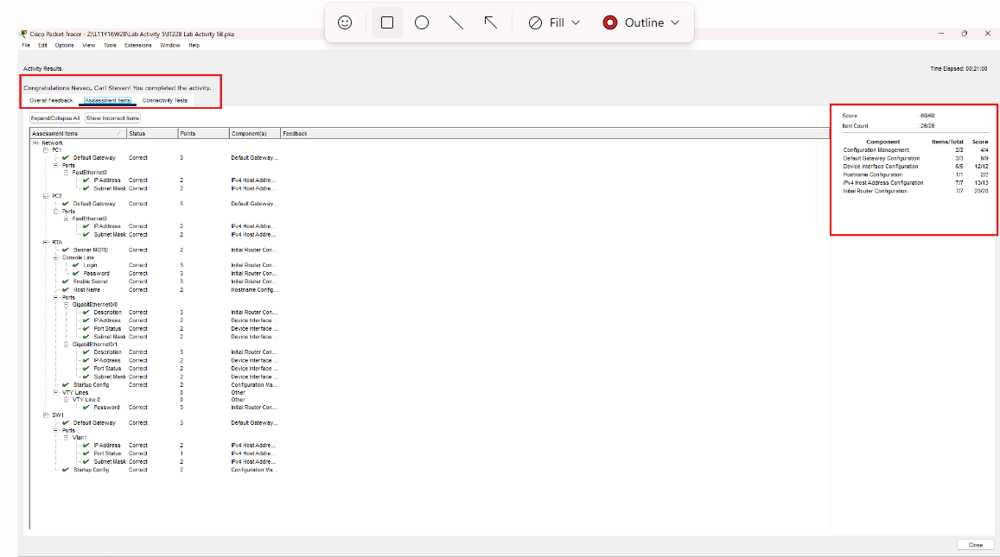 Fill
Outline
Cisco Packet Tracer - Z:\L11Y16W28\Lab Activity 5\IT228 Lab Activity 5B.pka
File Edit Options View Tools Extensions Window Help
Activity Results
Time Elapsed: 00:21:00
Congratulations Naveo, Carl Steven! You completed the activity.
Overall Feedback Assessment Items Connectivity Tests
Expand/Collapse All Show Incorrect Items
Assessment Items / Status Points Component(s) Feedback
Network
PC1
Default Gateway Correct 3 Default Gateway...
Ports
FastEthernet0
IP Address Correct 2 IPv4 Host Addre...
Subnet Mask Correct 2 IPv4 Host Addre...
PC2
Default Gateway Correct 3 Default Gateway...
Ports
FastEthernet0
IP Address Correct 2 IPv4 Host Addre...
Subnet Mask Correct 2 IPv4 Host Addre...
RTA
Banner MOTD Correct 2 Initial Router Con...
Console Line
Login Correct 3 Initial Router Con...
Password Correct 3 Initial Router Con...
Enable Secret Correct 3 Initial Router Con...
Host Name Correct 2 Hostname Config...
Ports
GigabitEthernet0/0
Description Correct 3 Initial Router Con...
IP Address Correct 2 Device Interface ...
Port Status Correct 2 Device Interface ...
Subnet Mask Correct 2 Device Interface ...
GigabitEthernet0/1
Description Correct 3 Initial Router Con...
IP Address Correct 2 Device Interface ...
Port Status Correct 2 Device Interface ...
Subnet Mask Correct 2 Device Interface ...
Startup Config Correct 2 Configuration Ma...
VTY Lines 0 Other
VTY Line 0 0 Other
Password Correct 3 Initial Router Con...
SW1
Default Gateway Correct 3 Default Gateway...
Ports
Vlan1
IP Address Correct 2 IPv4 Host Addre...
Port Status Correct 1 IPv4 Host Addre...
Subnet Mask Correct 2 IPv4 Host Addre...
Startup Config Correct 2 Configuration Ma...
Score : 60/60
Item Count : 26/26
Component Items/Total Score
Configuration Management 2/2 4/4
Default Gateway Configuration 3/3 9/9
Device Interface Configuration 6/6 12/12
Hostname Configuration 1/1 2/2
IPv4 Host Address Configuration 7/7 13/13
Initial Router Configuration 7/7 20/20
Close